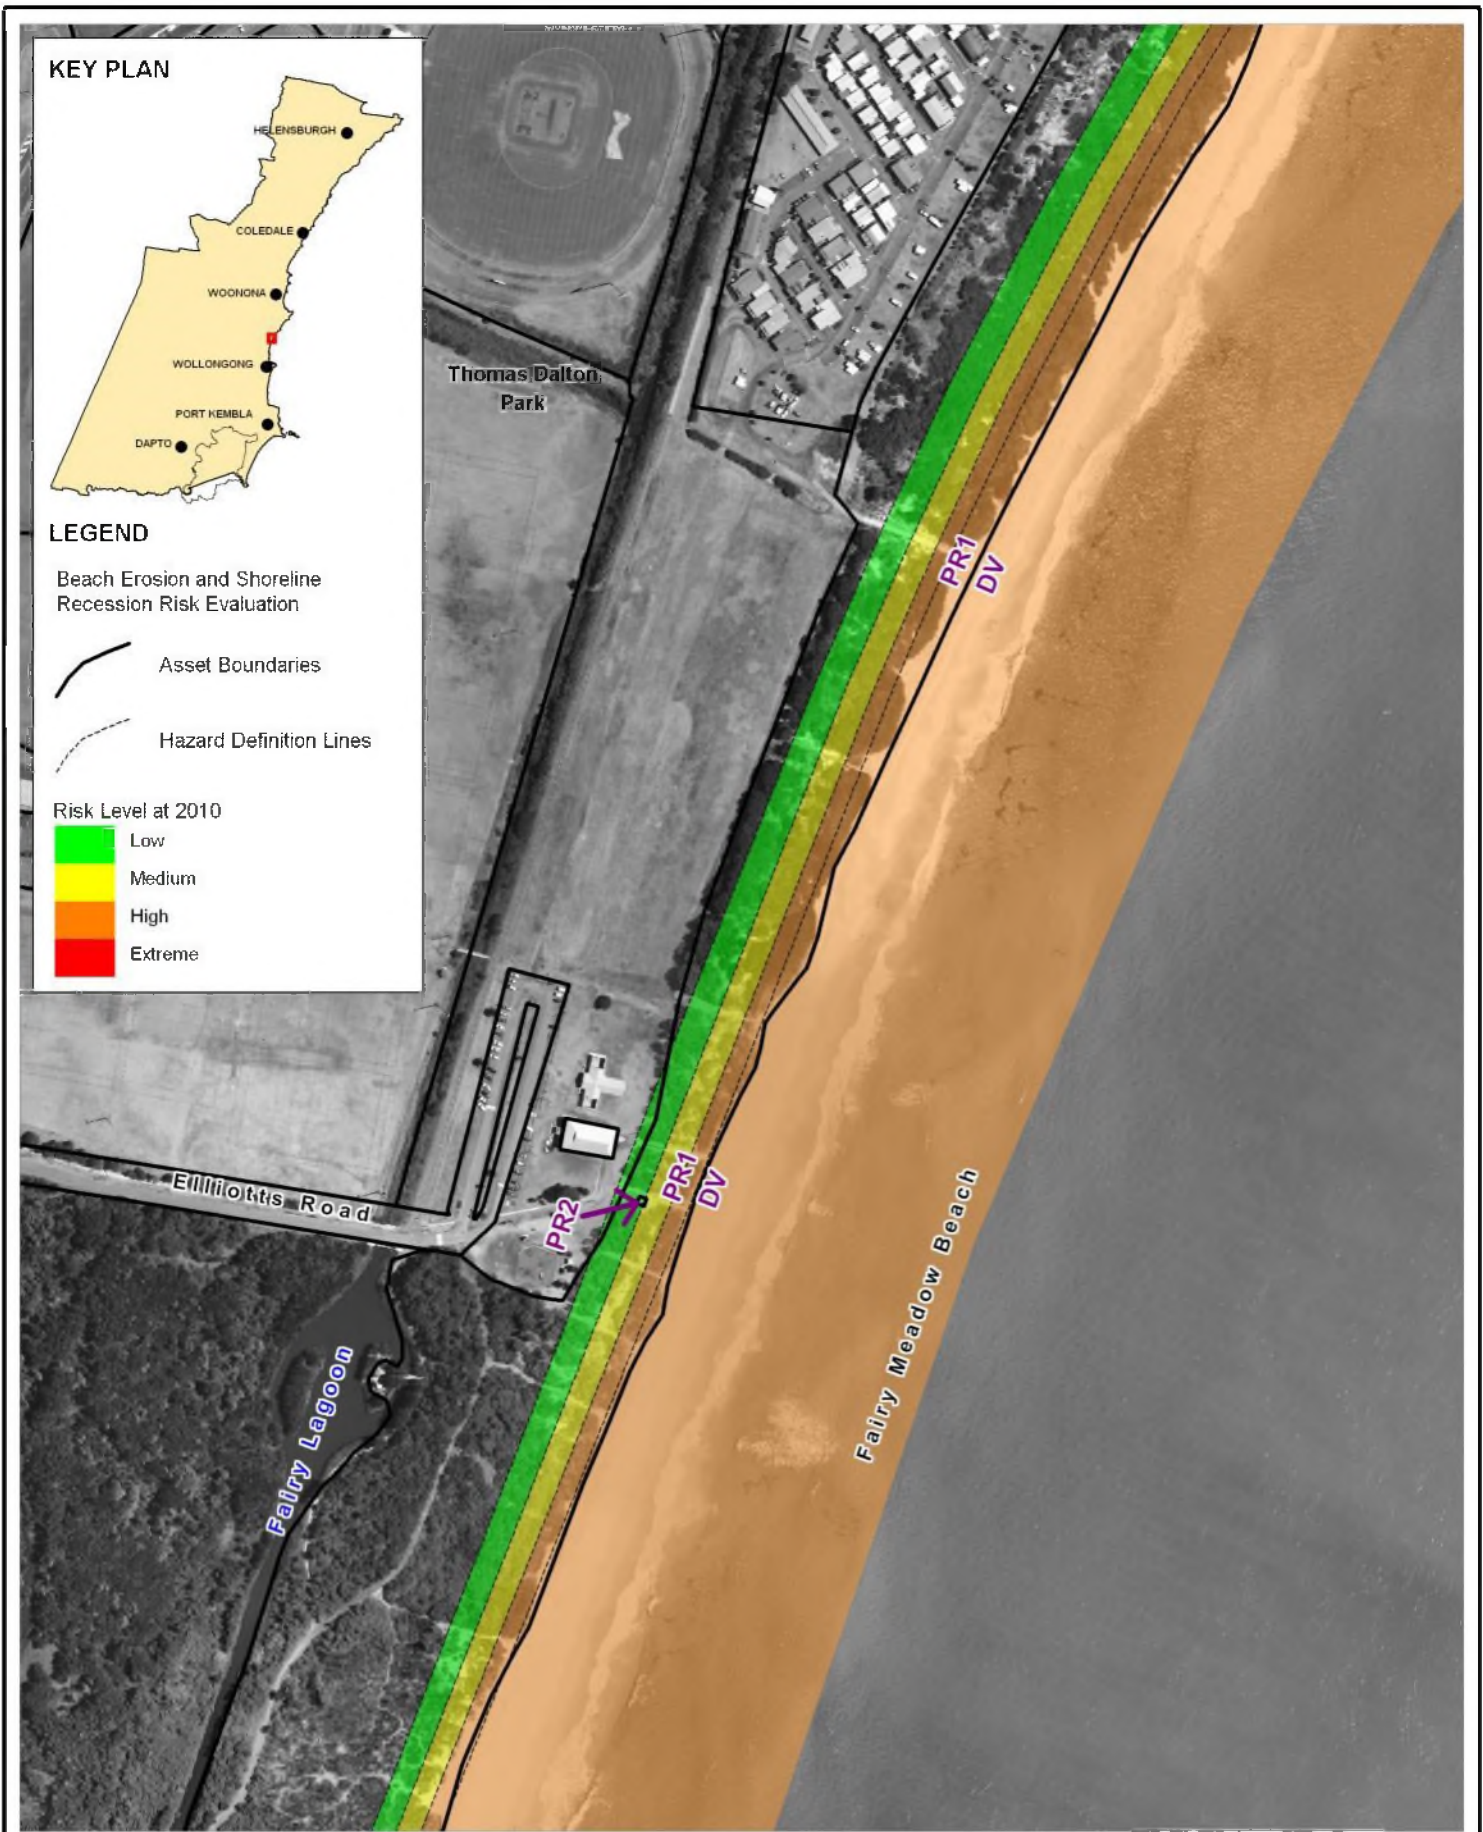 KEY PLAN
HELENSBURGH
COLEDALE
WOONONA
WOLLONGONG
PORT KEMBLA
DAPTO
LEGEND
Beach Erosion and Shoreline
Recession Risk Evaluation
Asset Boundaries
Hazard Definition Lines
Risk Level at 2010
Low
Medium
High
Extreme
Thomas Dalton
Park
PR1
DV
PR1
DV
PR2
Elliotts Road
Fairy Lagoon
Fairy Meadow Beach